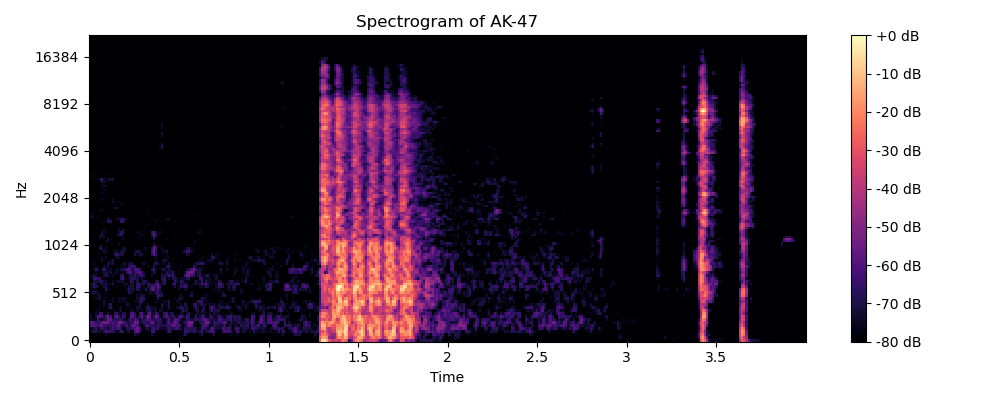 Spectrogram of AK-47
Hz
16384
8192
4096
2048
1024
512
0
0 0.5 1 1.5 2 2.5 3 3.5
Time
+0 dB
-10 dB
-20 dB
-30 dB
-40 dB
-50 dB
-60 dB
-70 dB
-80 dB